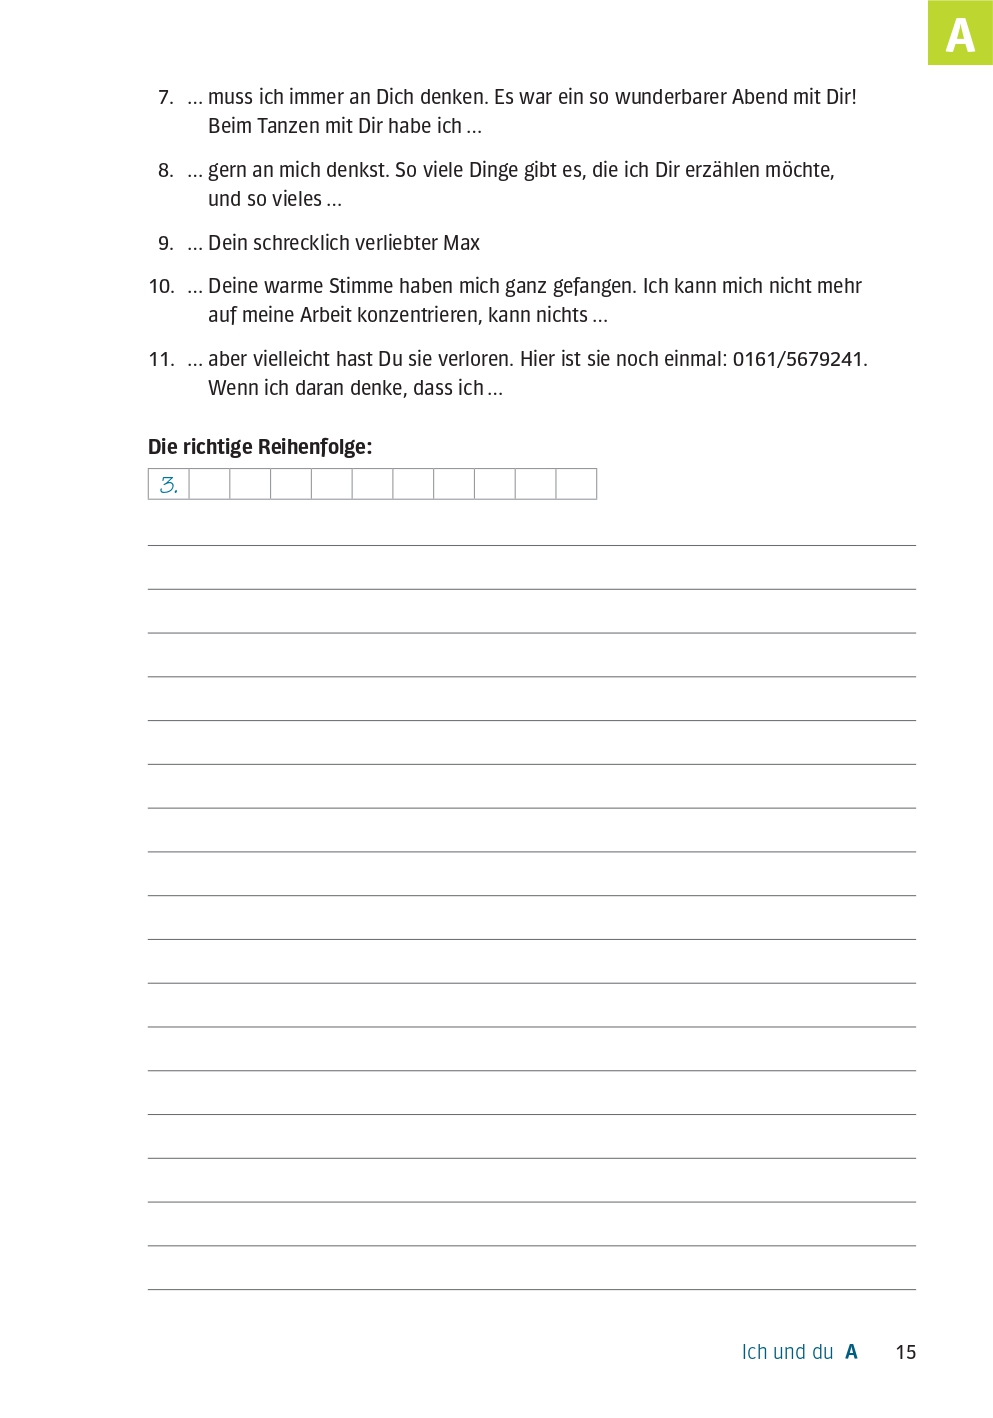 A
7. ... muss ich immer an Dich denken. Es war ein so wunderbarer Abend mit Dir!
Beim Tanzen mit Dir habe ich ...
8. ... gern an mich denkst. So viele Dinge gibt es, die ich Dir erzählen möchte,
und so vieles ...
9. ... Dein schrecklich verliebter Max
10. ... Deine warme Stimme haben mich ganz gefangen. Ich kann mich nicht mehr
auf meine Arbeit konzentrieren, kann nichts ...
11. ... aber vielleicht hast Du sie verloren. Hier ist sie noch einmal: 0161/5679241.
Wenn ich daran denke, dass ich ...
Die richtige Reihenfolge:
3.
Ich und du A 15